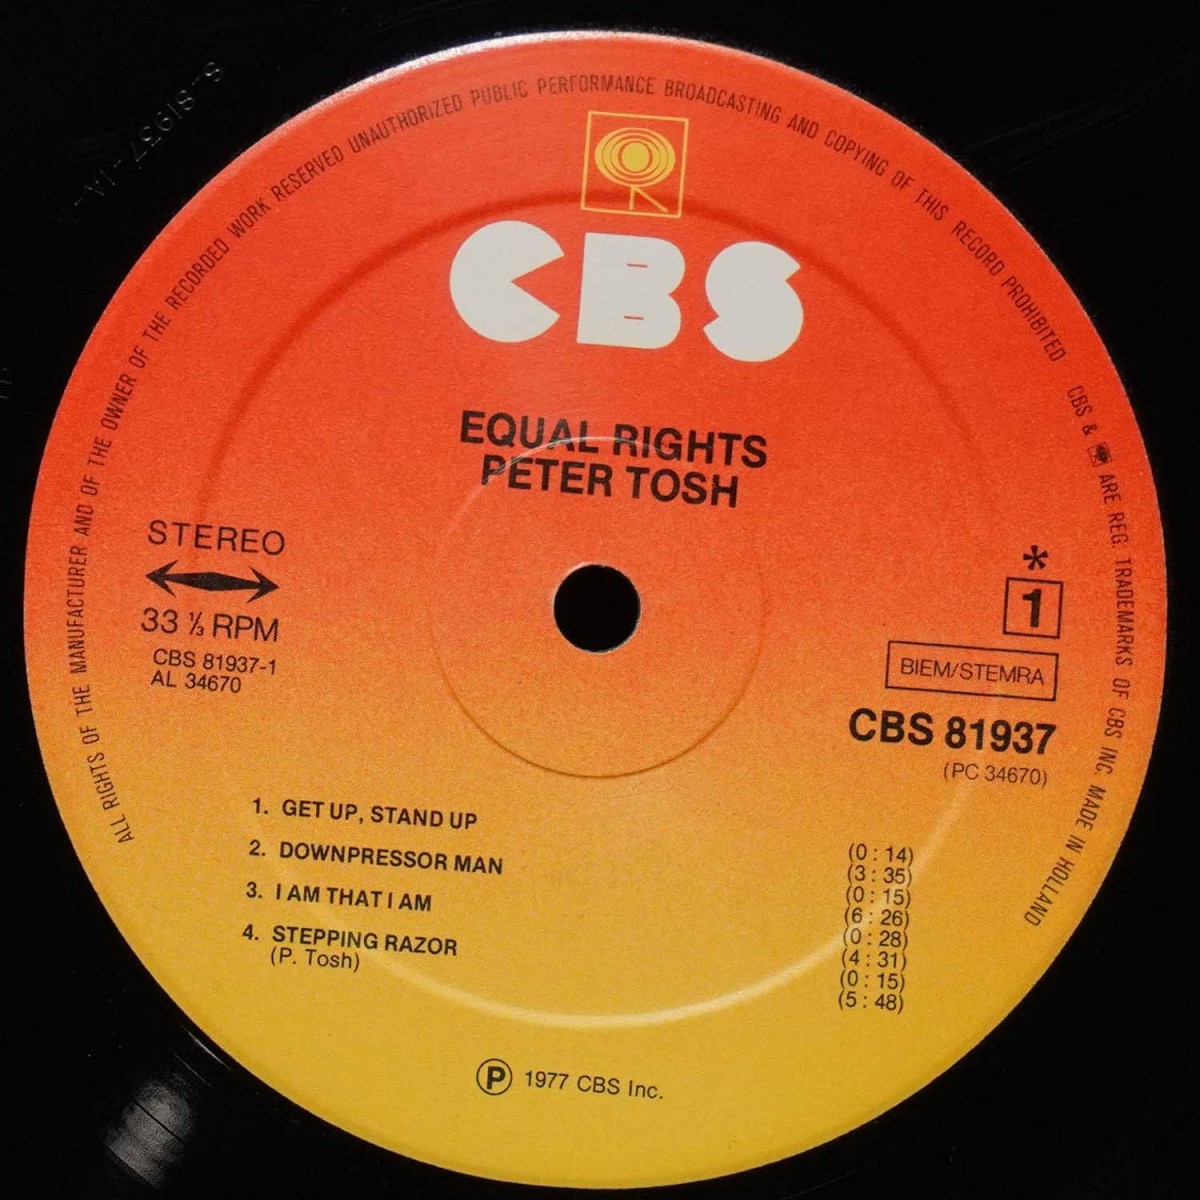 S-81937-1A-1
ALL RIGHTS OF THE MANUFACTURER AND OF THE OWNER OF THE RECORDED WORK RESERVED UNAUTHORIZED PUBLIC PERFORMANCE BROADCASTING AND COPYING OF THIS RECORD PROHIBITED
CBS & ARE REG. TRADEMARKS OF CBS INC. MADE IN HOLLAND
CBS
EQUAL RIGHTS
PETER TOSH
STEREO
33 ⅓ RPM
CBS 81937-1
AL 34670
*
1
BIEM/STEMRA
CBS 81937
(PC 34670)
1. GET UP, STAND UP
2. DOWNPRESSOR MAN
3. I AM THAT I AM
4. STEPPING RAZOR
(P. Tosh)
(0 : 14)
(3 : 35)
(0 : 15)
(6 : 26)
(0 : 28)
(4 : 31)
(0 : 15)
(5 : 48)
Ⓟ 1977 CBS Inc.